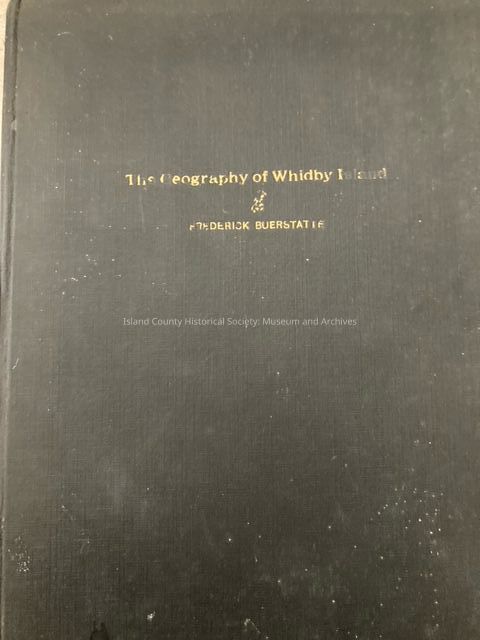 The Geography of Whidby Island
FREDERICK BUERSTATTE
Island County Historical Society: Museum and Archives